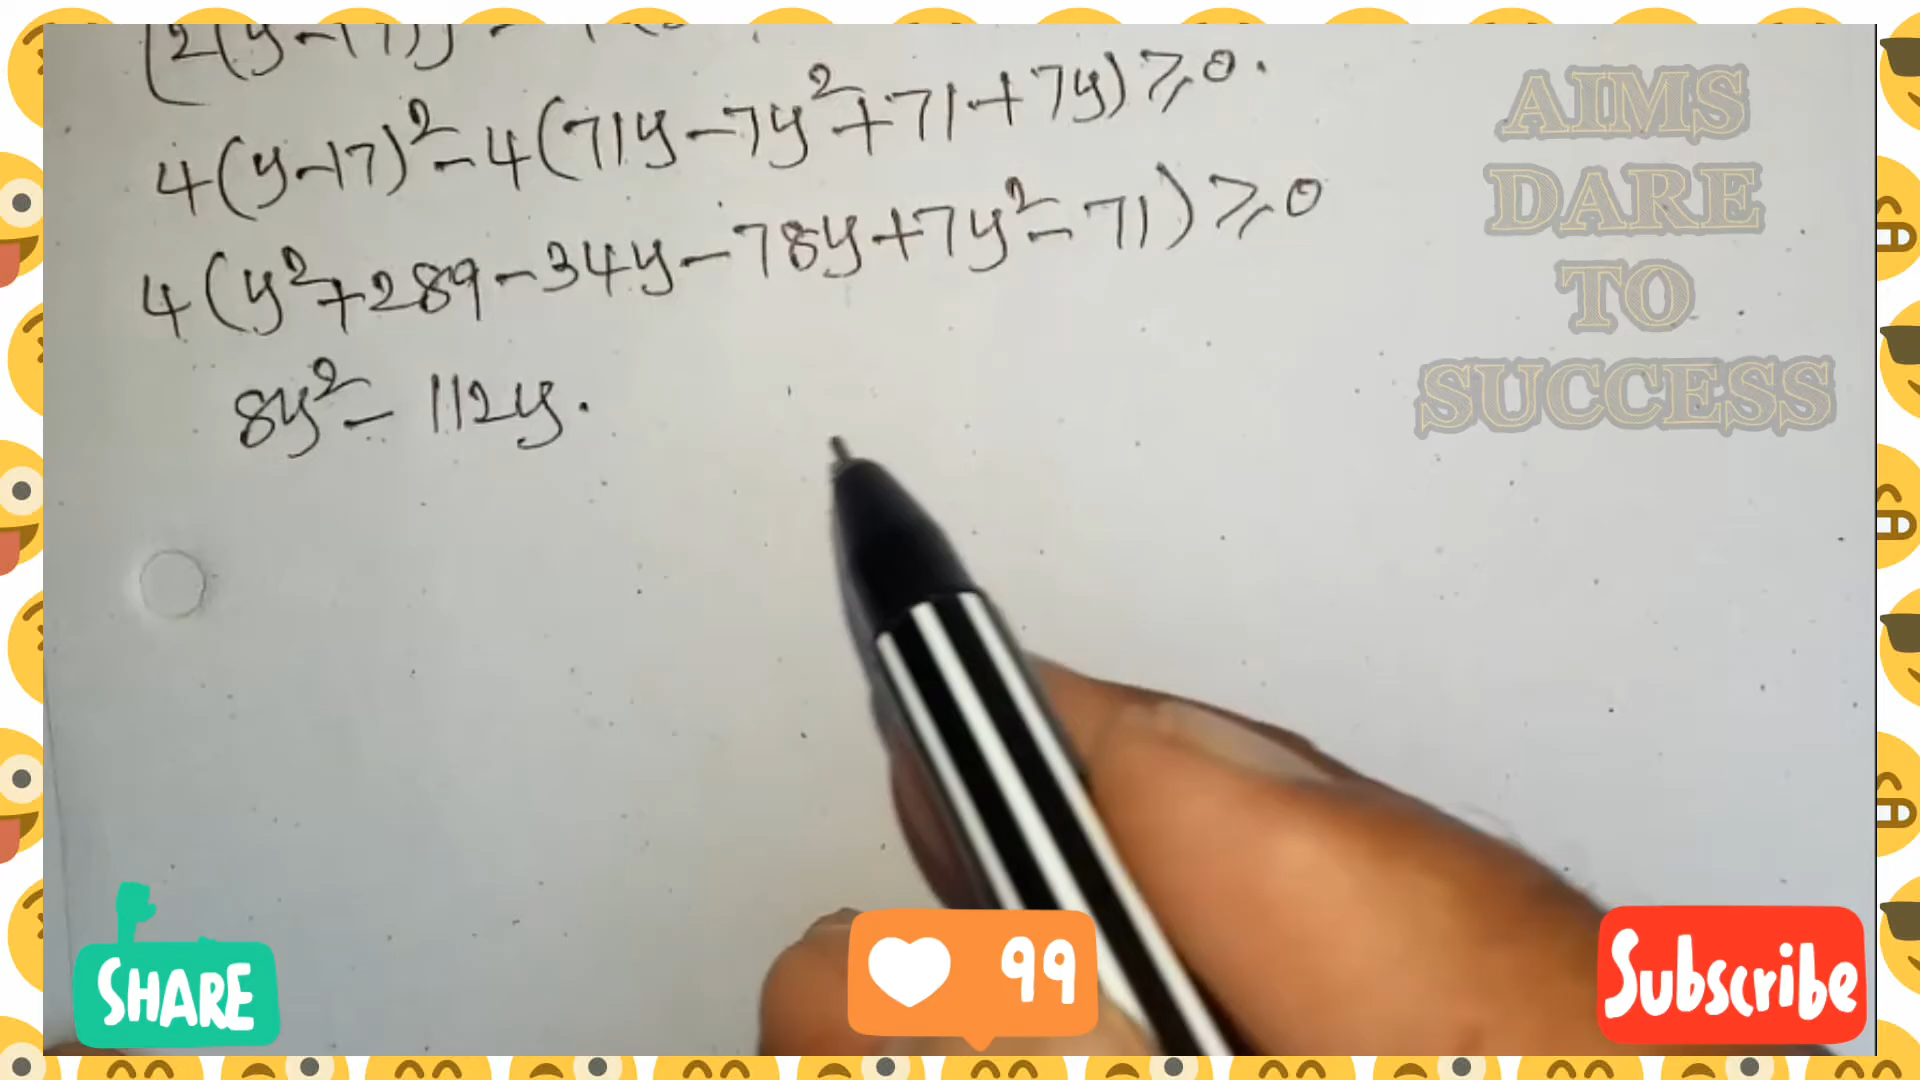 4(y-17)²-4(71y-7y²+71+7y)≥0.
4(y²+289-34y-78y+7y²-71)≥0
8y²-112y.
AIMS
DARE
TO
SUCCESS
SHARE
99
Subscribe